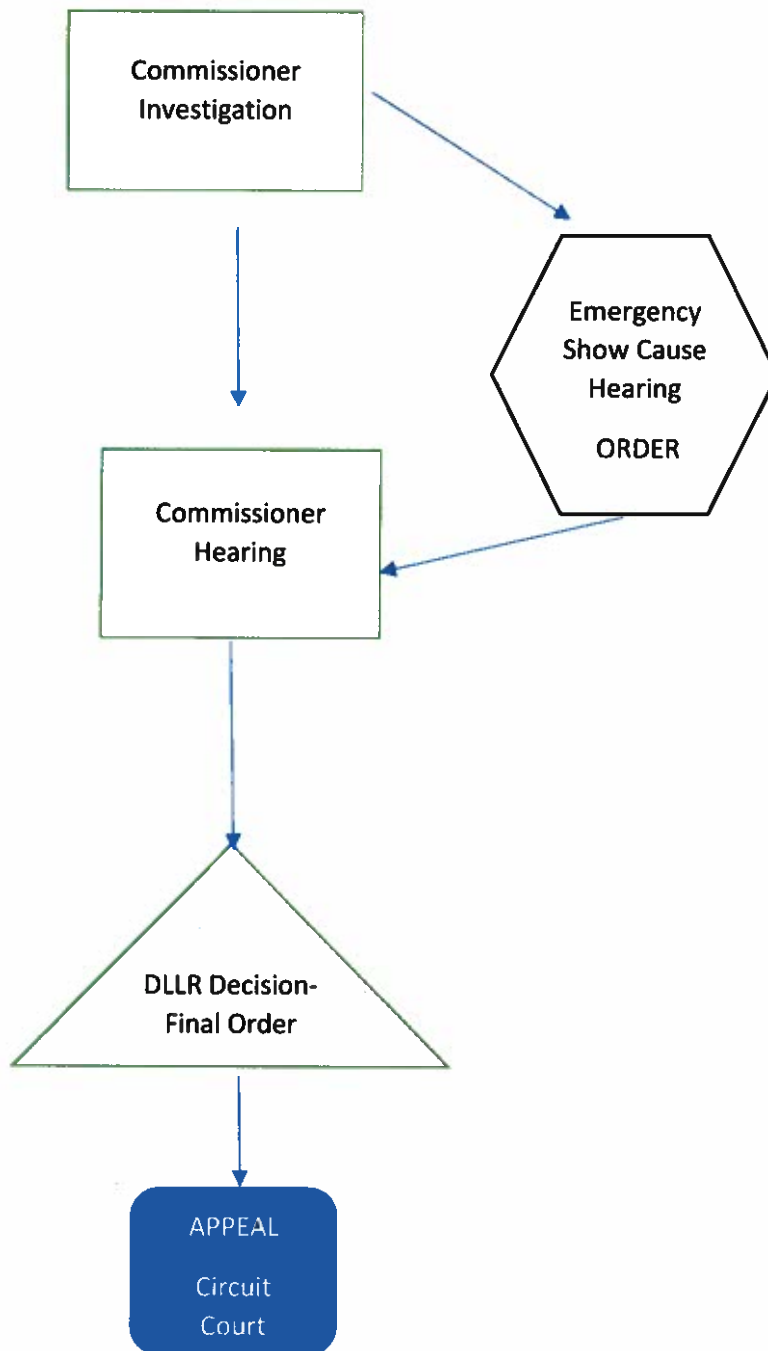 Commissioner
Investigation
Emergency
Show Cause
Hearing
ORDER
Commissioner
Hearing
DLLR Decision-
Final Order
APPEAL
Circuit
Court